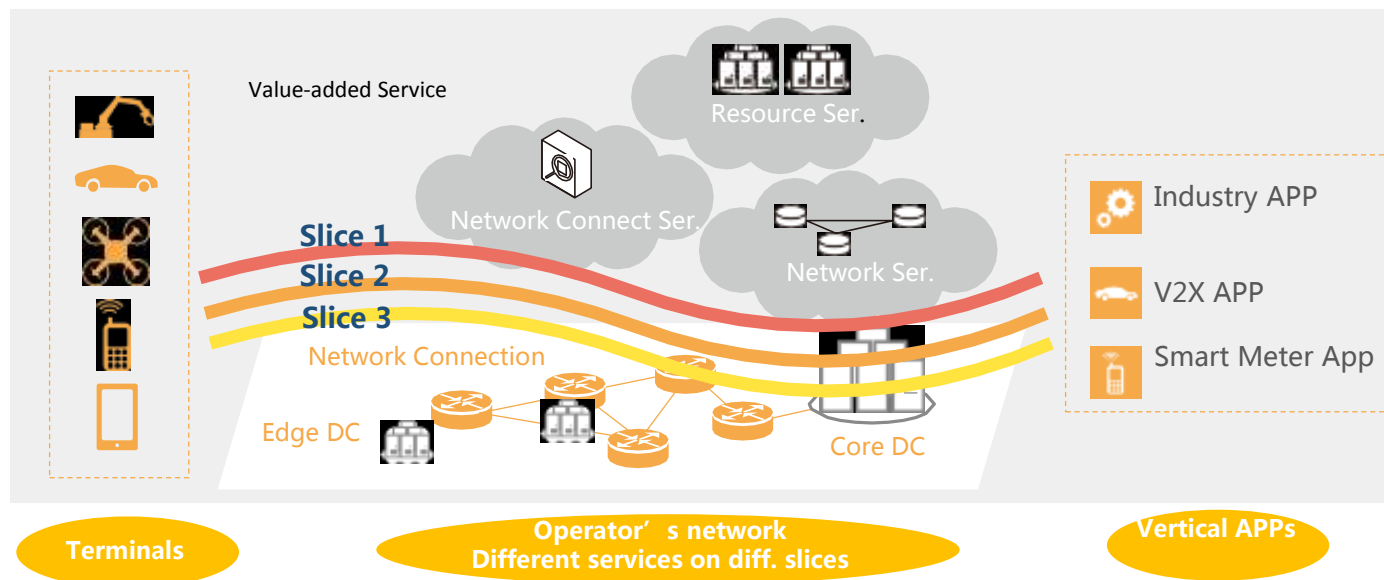 Value-added Service
Resource Ser.
Network Connect Ser.
Network Ser.
Slice 1
Slice 2
Slice 3
Network Connection
Edge DC
Core DC
Industry APP
V2X APP
Smart Meter App
Terminals
Operator’s network
Different services on diff. slices
Vertical APPs